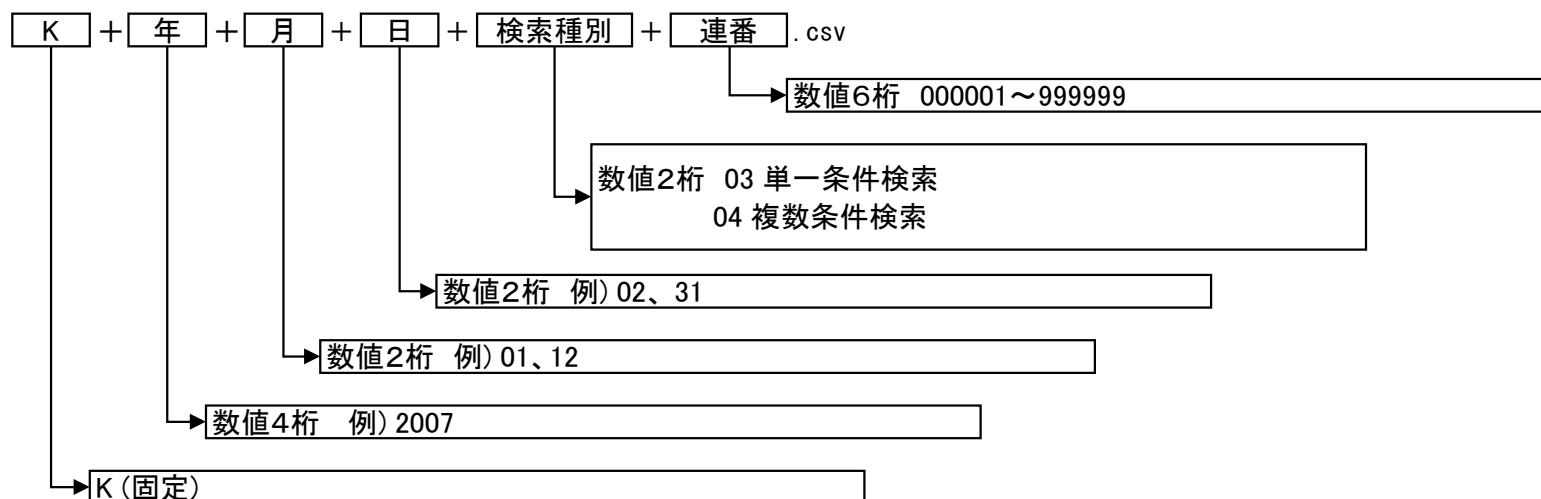 K＋年＋月＋日＋検索種別＋連番.csv
数値６桁 000001～999999
数値２桁 03 単一条件検索
04 複数条件検索
数値２桁 例）02、31
数値２桁 例）01、12
数値４桁 例）2007
K（固定）